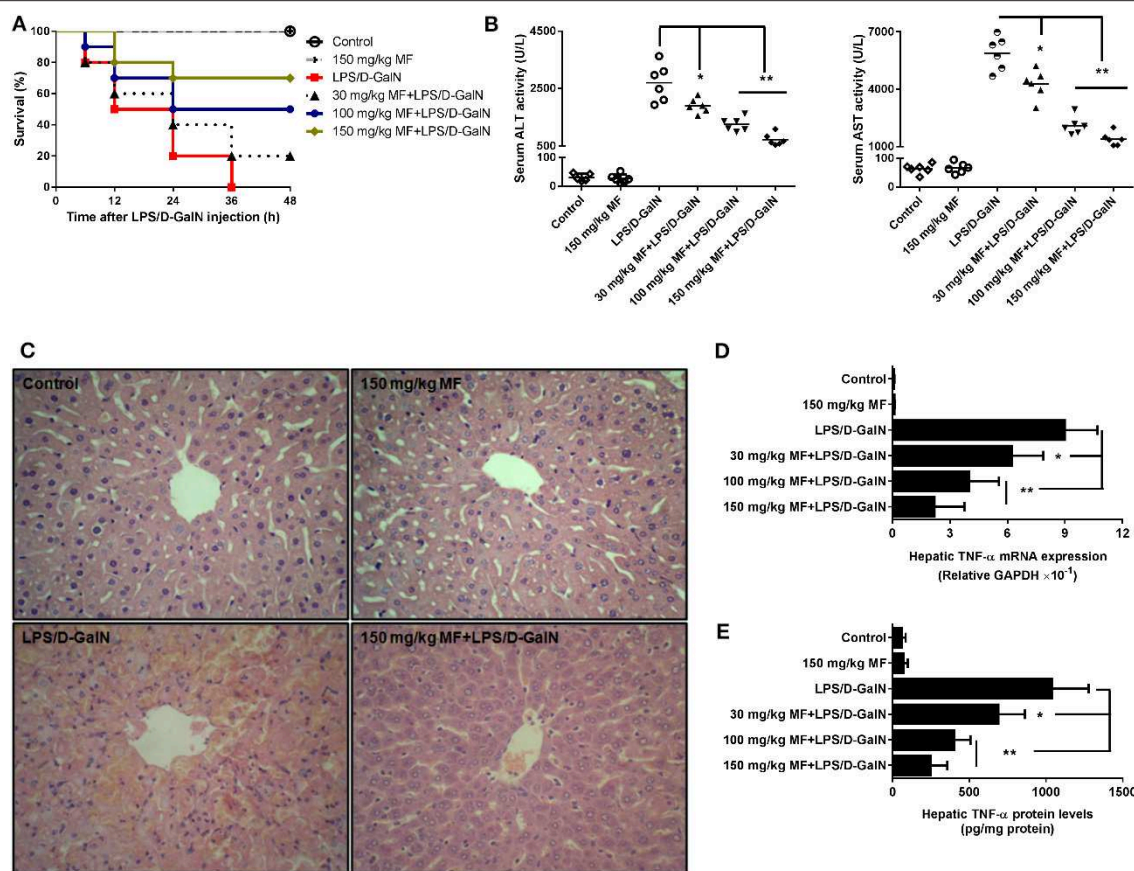 A
100
80
60
40
20
0
Survival (%)
0 12 24 36 48
Time after LPS/D-GalN injection (h)
Control
150 mg/kg MF
LPS/D-GalN
30 mg/kg MF+LPS/D-GalN
100 mg/kg MF+LPS/D-GalN
150 mg/kg MF+LPS/D-GalN
B
Serum ALT activity (U/L)
4500
2500
500
100
0
*
**
Control
150 mg/kg MF
LPS/D-GalN
30 mg/kg MF+LPS/D-GalN
100 mg/kg MF+LPS/D-GalN
150 mg/kg MF+LPS/D-GalN
Serum AST activity (U/L)
7000
4000
1000
100
0
*
**
Control
150 mg/kg MF
LPS/D-GalN
30 mg/kg MF+LPS/D-GalN
100 mg/kg MF+LPS/D-GalN
150 mg/kg MF+LPS/D-GalN
C
Control
150 mg/kg MF
LPS/D-GalN
150 mg/kg MF+LPS/D-GalN
D
Control
150 mg/kg MF
LPS/D-GalN
30 mg/kg MF+LPS/D-GalN
100 mg/kg MF+LPS/D-GalN
150 mg/kg MF+LPS/D-GalN
*
**
0 3 6 9 12
Hepatic TNF-α mRNA expression
(Relative GAPDH ×10⁻¹)
E
Control
150 mg/kg MF
LPS/D-GalN
30 mg/kg MF+LPS/D-GalN
100 mg/kg MF+LPS/D-GalN
150 mg/kg MF+LPS/D-GalN
*
**
0 500 1000 1500
Hepatic TNF-α protein levels
(pg/mg protein)